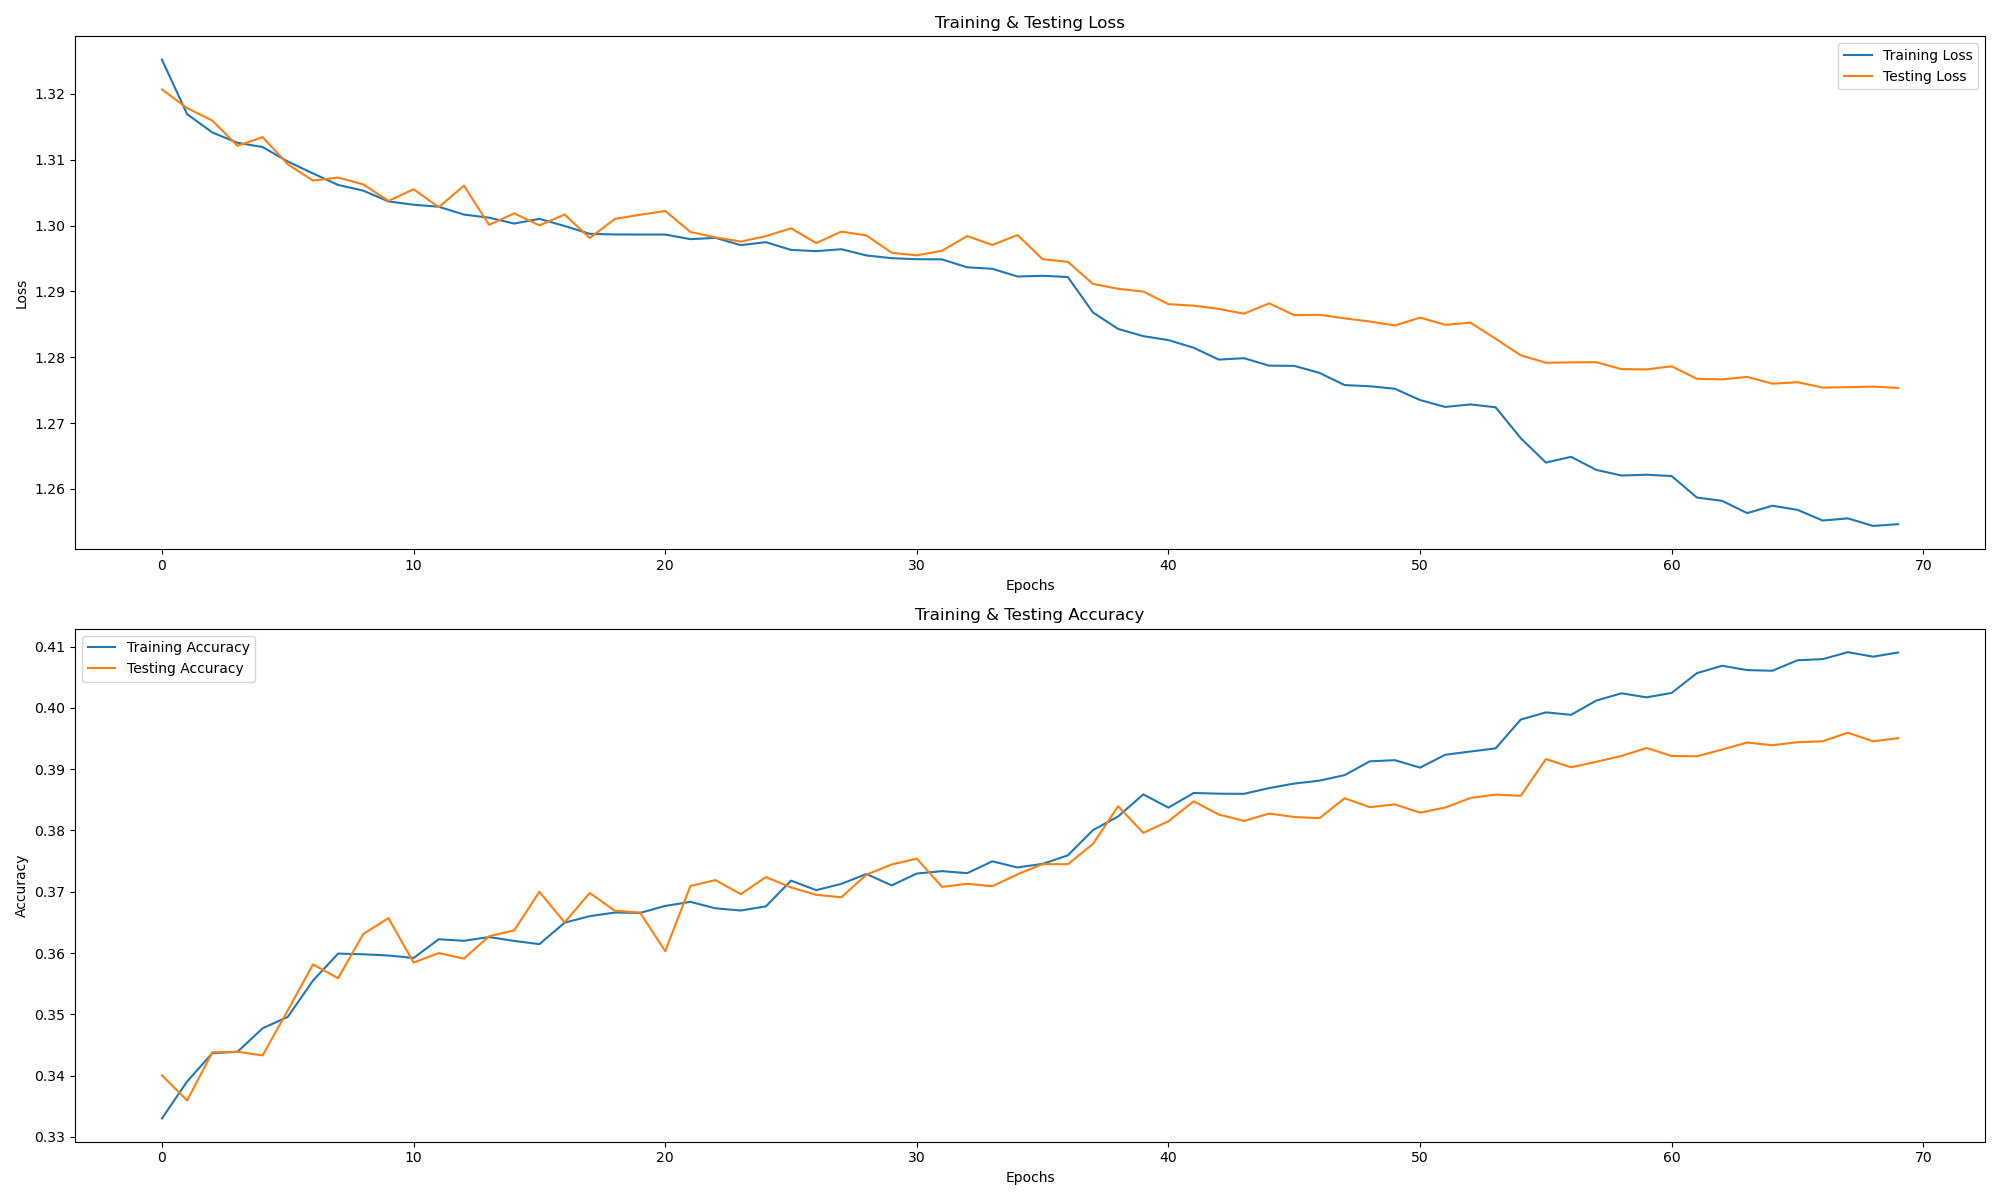 Training & Testing Loss
Training Loss
Testing Loss
1.32
1.31
1.30
1.29
1.28
1.27
1.26
Loss
0 10 20 30 40 50 60 70
Epochs
Training & Testing Accuracy
Training Accuracy
Testing Accuracy
0.41
0.40
0.39
0.38
0.37
0.36
0.35
0.34
0.33
Accuracy
0 10 20 30 40 50 60 70
Epochs